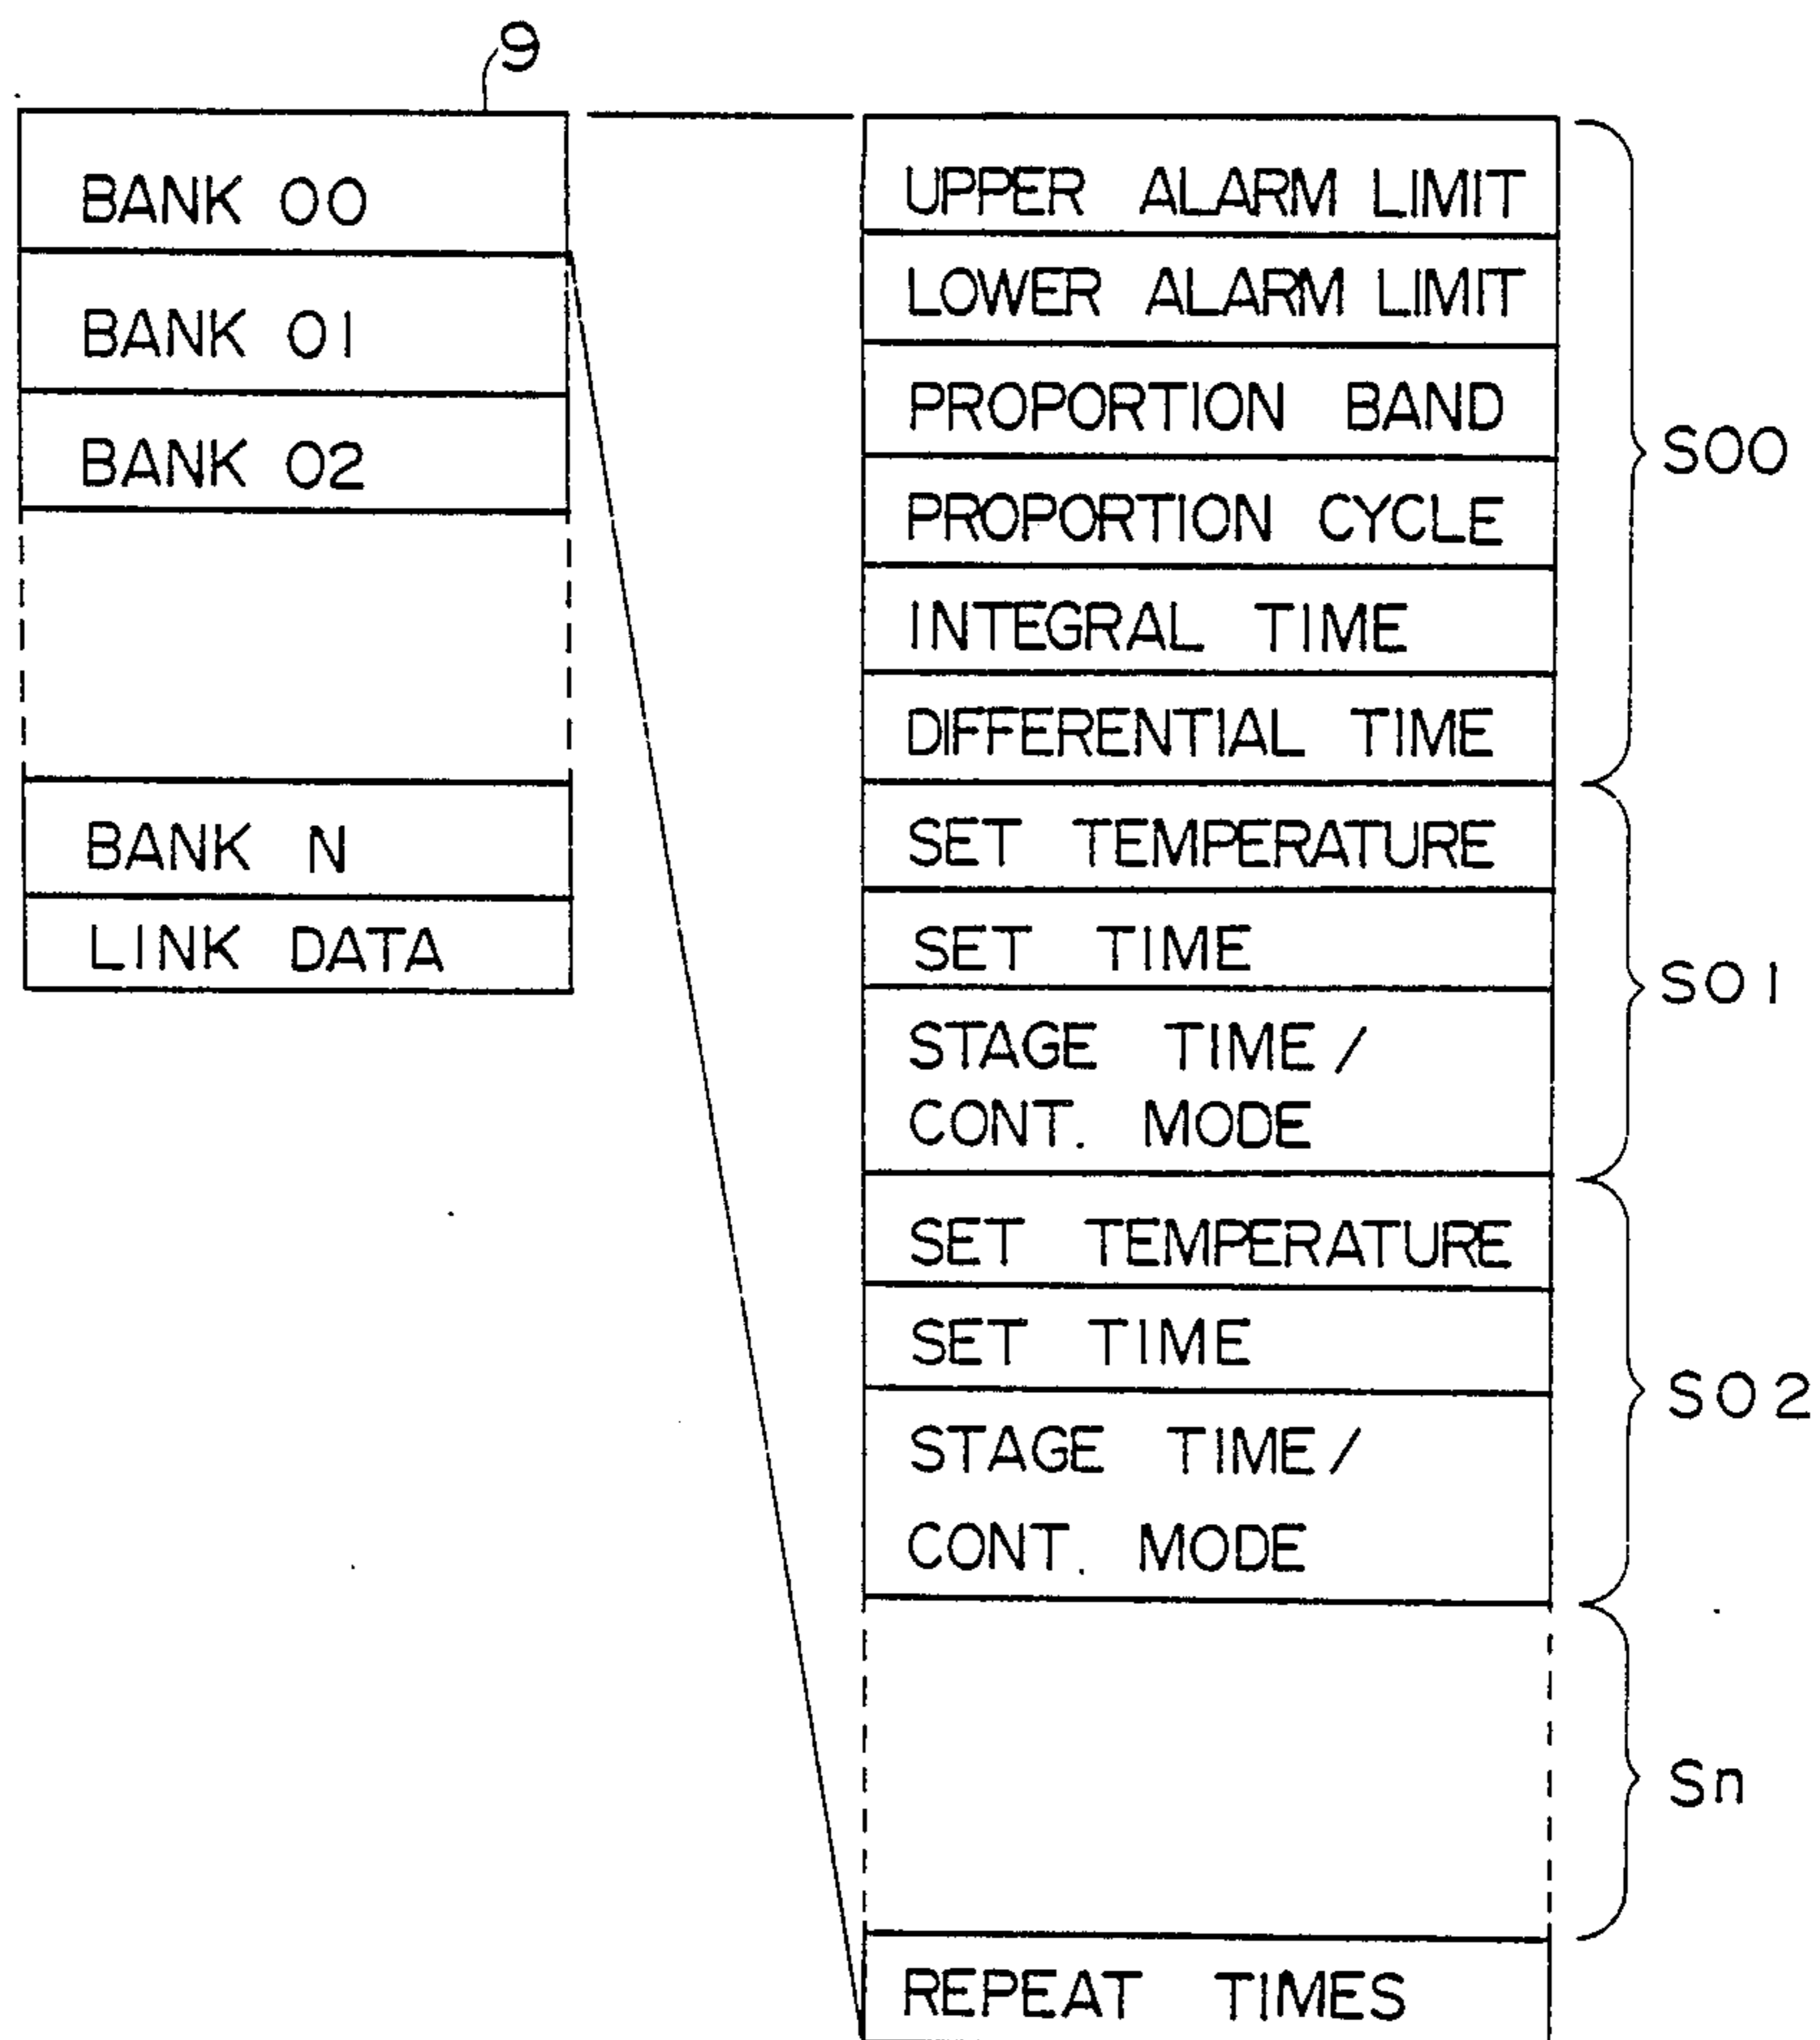 9
BANK 00
BANK 01
BANK 02
BANK N
LINK DATA
UPPER ALARM LIMIT
LOWER ALARM LIMIT
PROPORTION BAND
PROPORTION CYCLE
INTEGRAL TIME
DIFFERENTIAL TIME
S00
SET TEMPERATURE
SET TIME
STAGE TIME/
CONT. MODE
S01
SET TEMPERATURE
SET TIME
STAGE TIME/
CONT. MODE
S02
Sn
REPEAT TIMES